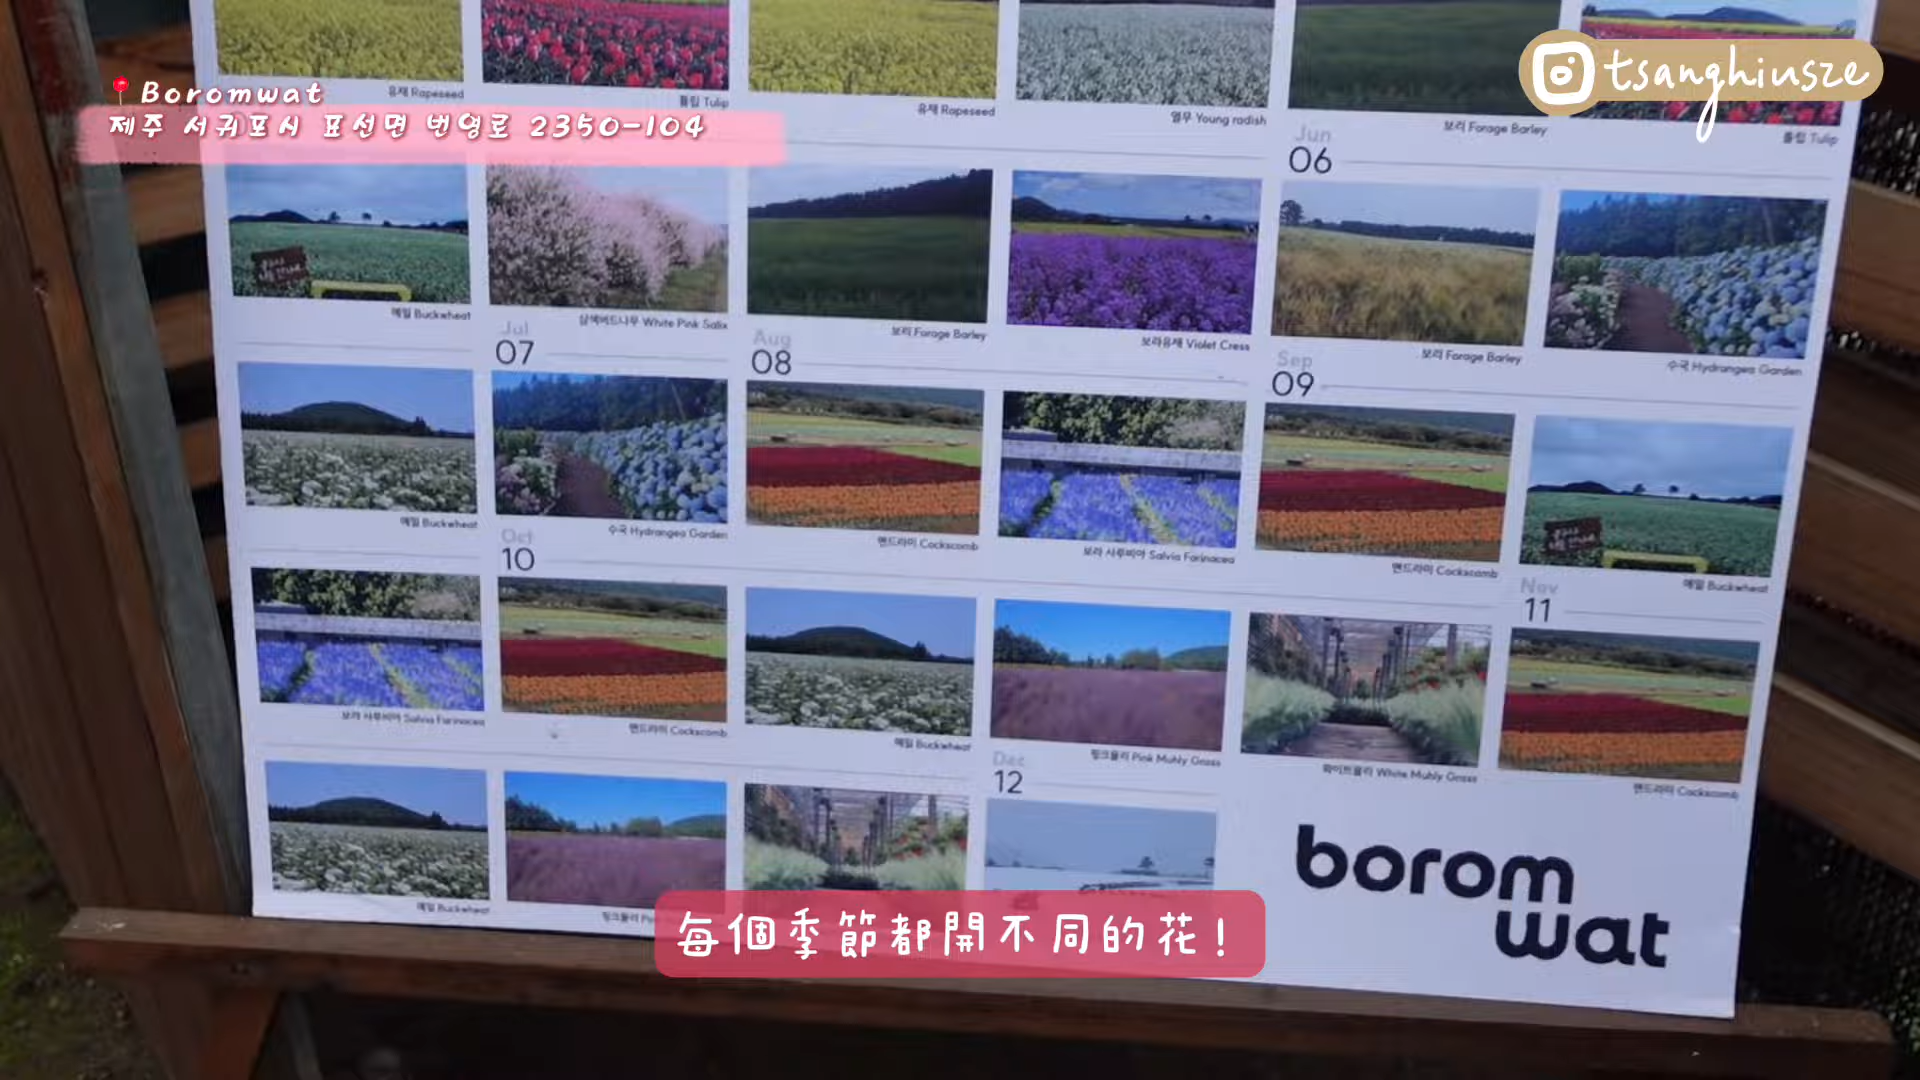 Boromwat
제주 서귀포시 표선면 번영로 2350-104
tsanghiusze
유채 Rapeseed
튤립 Tulip
유채 Rapeseed
열무 Young radish
보리 Forage Barley
튤립 Tulip
Jun
06
메밀 Buckwheat
삼색버드나무 White Pink Salix
보리 Forage Barley
보라유채 Violet Cress
보리 Forage Barley
수국 Hydrangea Garden
Jul
07
Aug
08
Sep
09
메밀 Buckwheat
수국 Hydrangea Garden
맨드라미 Cockscomb
보라 사루비아 Salvia Farinacea
맨드라미 Cockscomb
메밀 Buckwheat
Oct
10
Nov
11
보라 사루비아 Salvia Farinacea
맨드라미 Cockscomb
메밀 Buckwheat
핑크뮬리 Pink Muhly Grass
화이트뮬리 White Muhly Grass
맨드라미 Cockscomb
Dec
12
메밀 Buckwheat
핑크뮬리
borom
wat
每個季節都開不同的花！